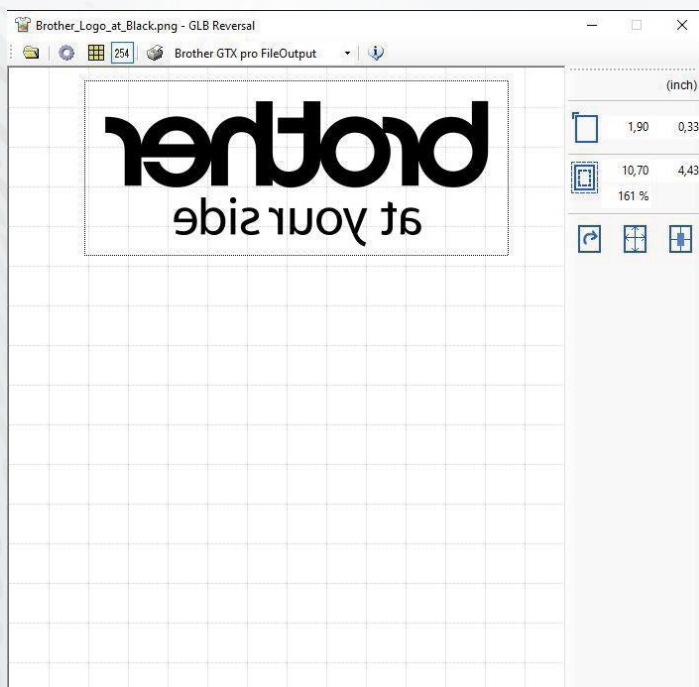 Brother_Logo_at_Black.png - GLB Reversal
254 Brother GTX pro FileOutput
(inch)
1,90 0,33
10,70 4,43
161 %
brother
at your side